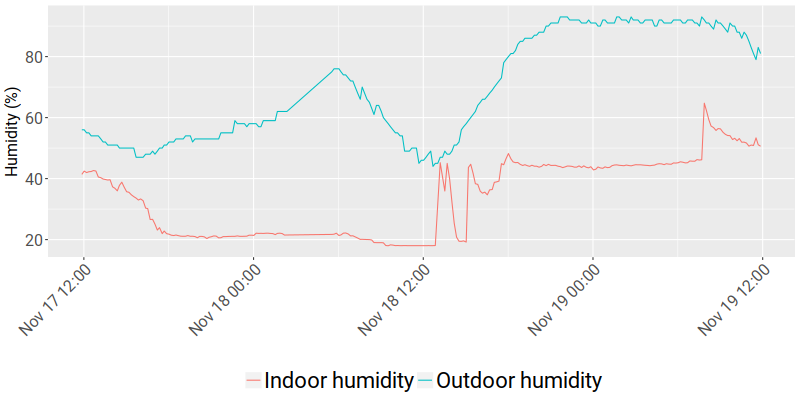 Humidity (%)
80
60
40
20
Nov 17 12:00
Nov 18 00:00
Nov 18 12:00
Nov 19 00:00
Nov 19 12:00
Indoor humidity
Outdoor humidity